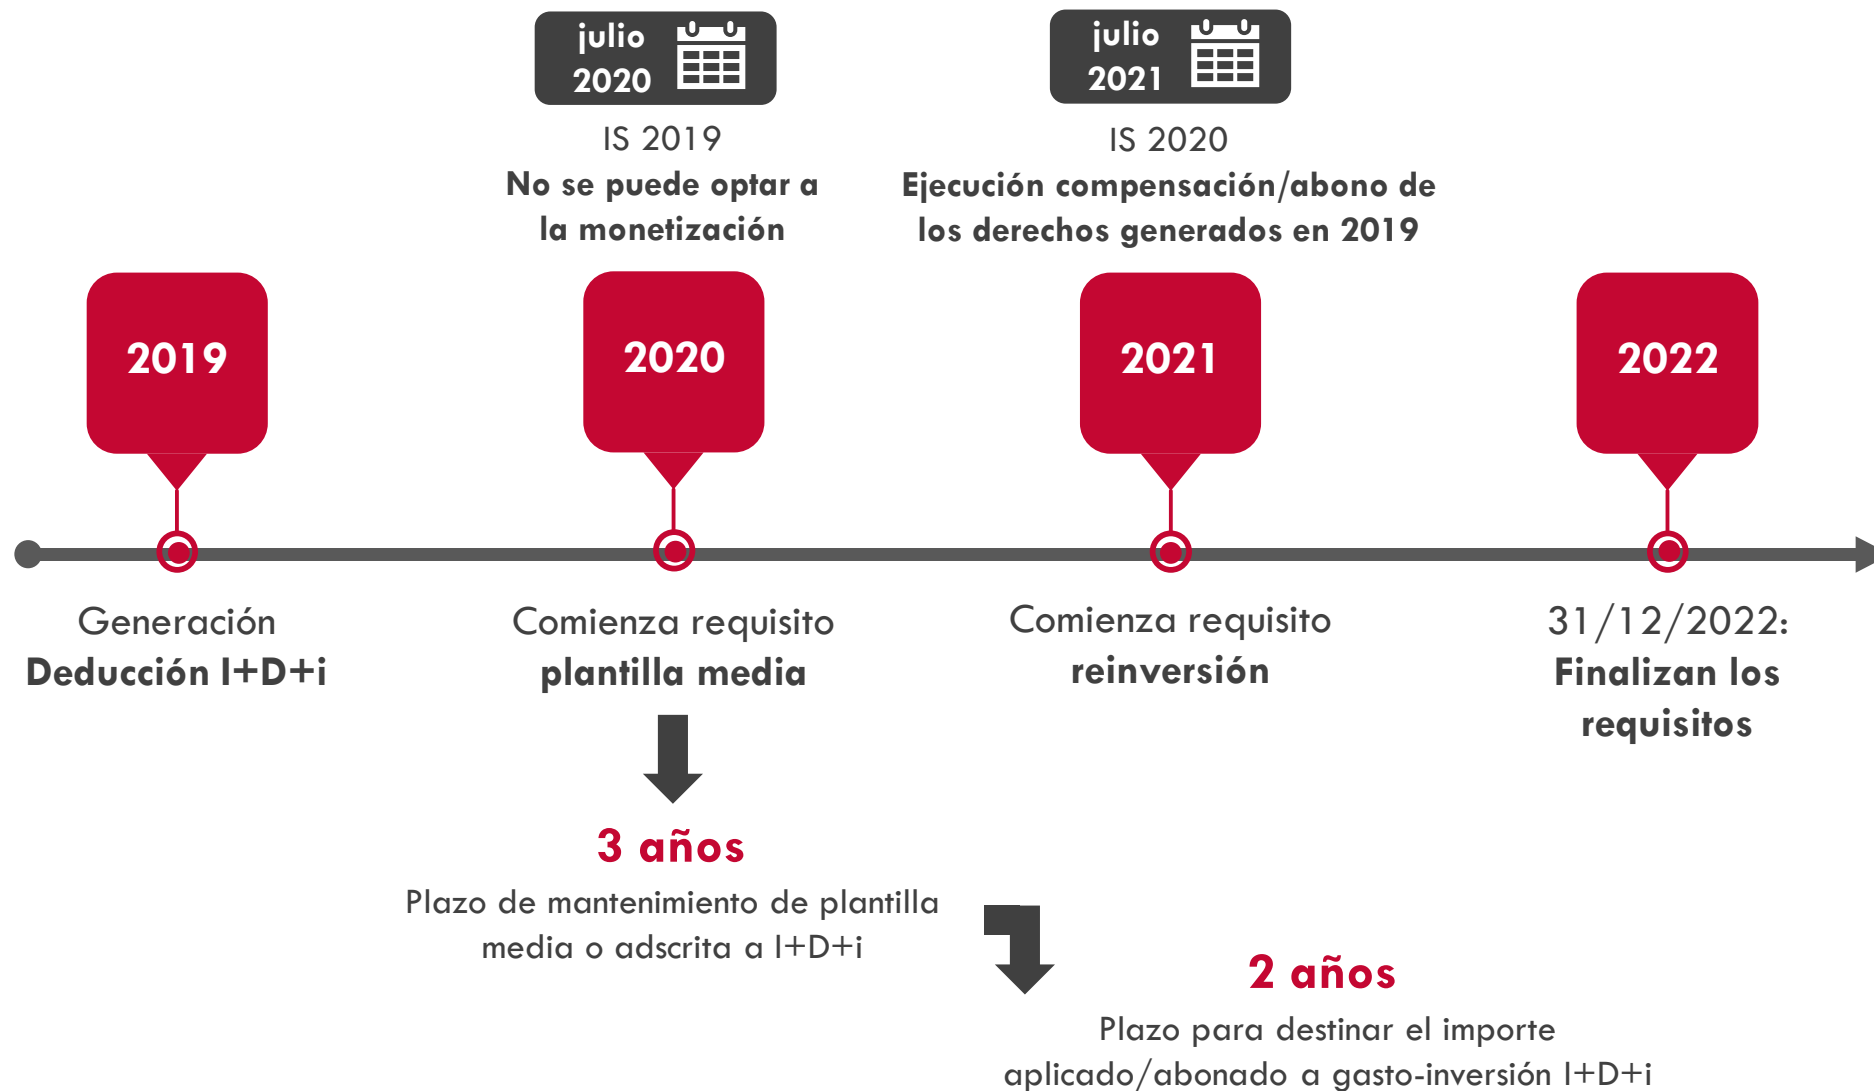 julio
2020
IS 2019
No se puede optar a
la monetización
julio
2021
IS 2020
Ejecución compensación/abono de
los derechos generados en 2019
2019
2020
2021
2022
Generación
Deducción I+D+i
Comienza requisito
plantilla media
Comienza requisito
reinversión
31/12/2022:
Finalizan los
requisitos
3 años
Plazo de mantenimiento de plantilla
media o adscrita a I+D+i
2 años
Plazo para destinar el importe
aplicado/abonado a gasto-inversión I+D+i